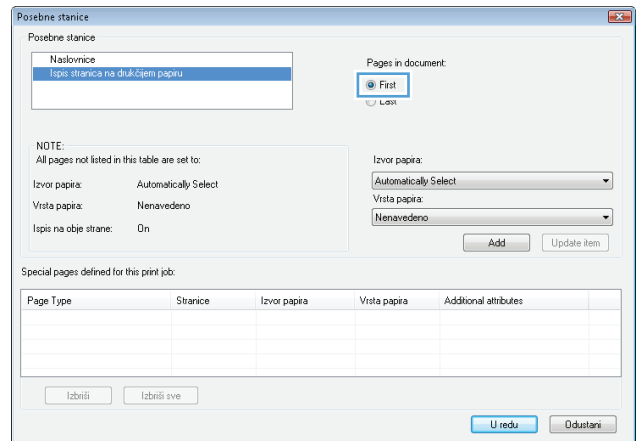 Posebne stanice
Posebne stanice
Naslovnice
Ispis stranica na drukčijem papiru
Pages in document:
First
Last
NOTE:
All pages not listed in this table are set to:
Izvor papira: Automatically Select
Vrsta papira: Nenavedeno
Ispis na obje strane: On
Izvor papira:
Automatically Select
Vrsta papira:
Nenavedeno
Add Update item
Special pages defined for this print job:
Page Type Stranice Izvor papira Vrsta papira Additional attributes
Izbriši Izbriši sve
U redu Odustani